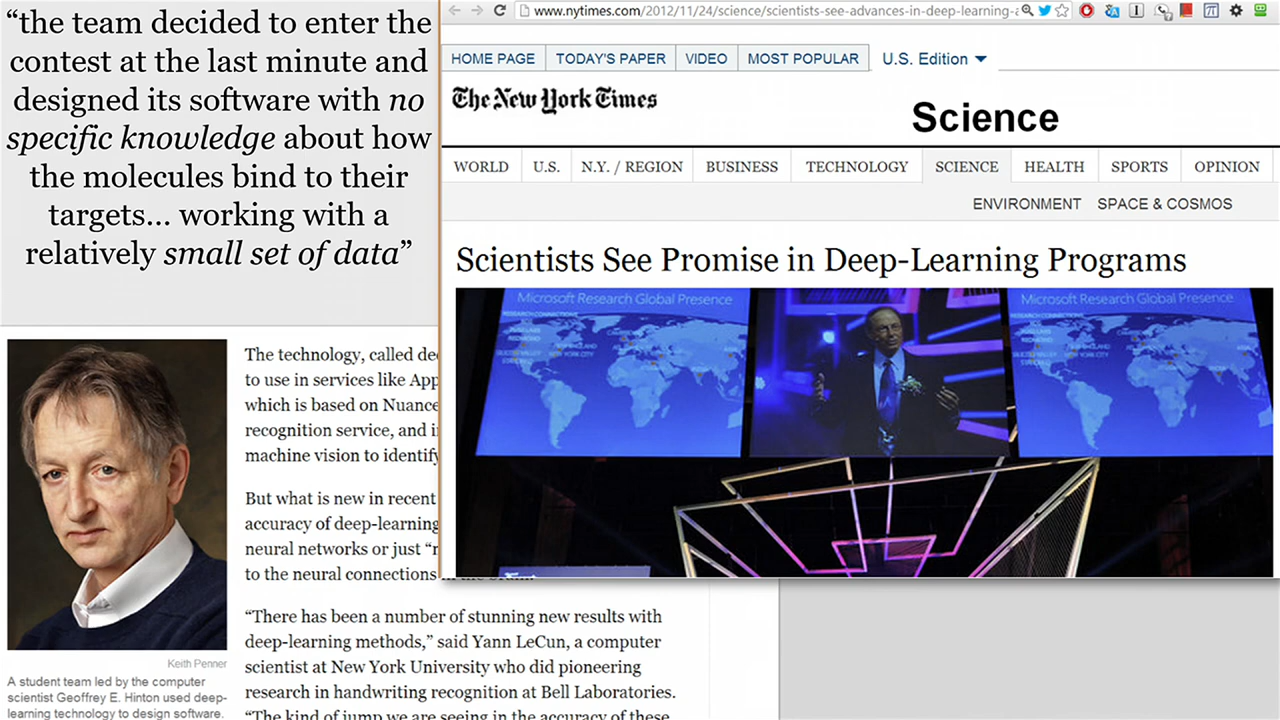 “the team decided to enter the
contest at the last minute and
designed its software with no
specific knowledge about how
the molecules bind to their
targets... working with a
relatively small set of data”
www.nytimes.com/2012/11/24/science/scientists-see-advances-in-deep-learning-a
HOME PAGE TODAY'S PAPER VIDEO MOST POPULAR U.S. Edition
The New York Times
Science
WORLD U.S. N.Y. / REGION BUSINESS TECHNOLOGY SCIENCE HEALTH SPORTS OPINION
ENVIRONMENT SPACE & COSMOS
Scientists See Promise in Deep-Learning Programs
Microsoft Research Global Presence
Microsoft Research Global Presence
The technology, called
to use in services like App
which is based on Nuance
recognition service, and
machine vision to identify
But what is new in recent
accuracy of deep-learning
neural networks or just
to the neural connections in the brain.
“There has been a number of stunning new results with
deep-learning methods,” said Yann LeCun, a computer
scientist at New York University who did pioneering
research in handwriting recognition at Bell Laboratories.
“The kind of jump we are seeing in the accuracy of these
Keith Penner
A student team led by the computer
scientist Geoffrey E. Hinton used deep-
learning technology to design software.